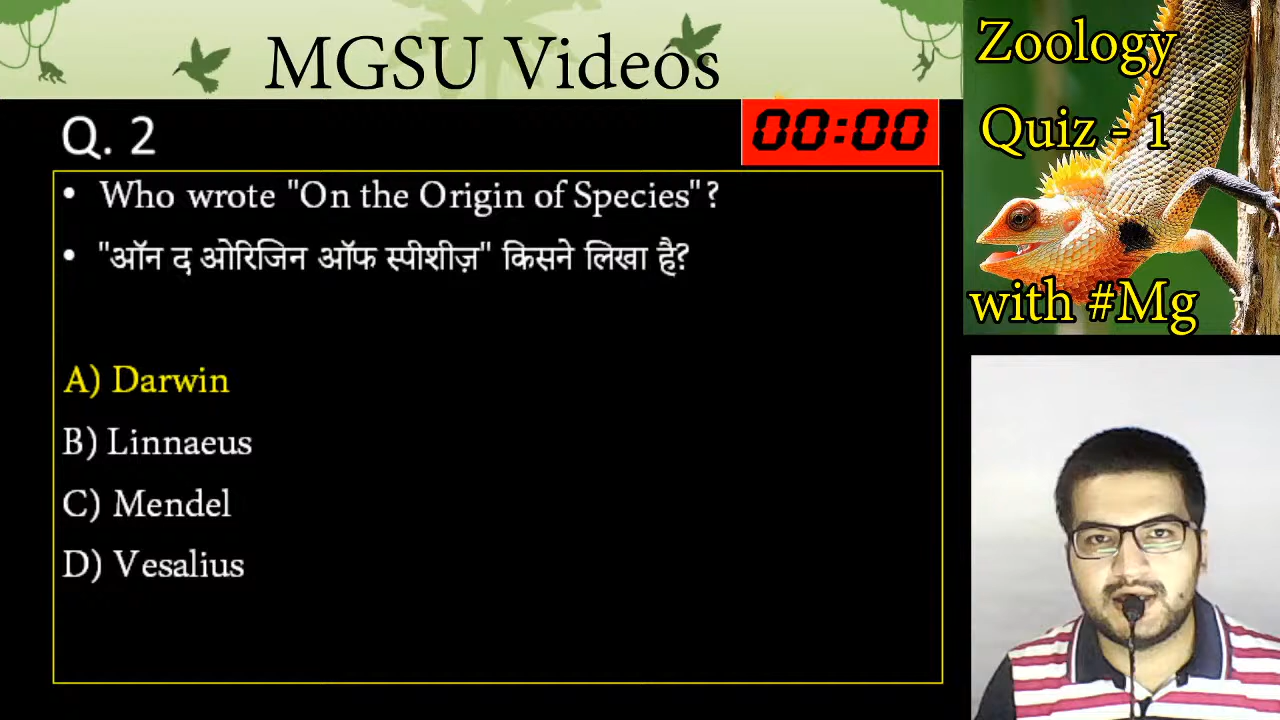 MGSU Videos
Zoology
Quiz - 1
with #Mg
Q. 2
00:00
• Who wrote "On the Origin of Species"?
• "ऑन द ओरिजिन ऑफ स्पीशीज़" किसने लिखा है?
A) Darwin
B) Linnaeus
C) Mendel
D) Vesalius